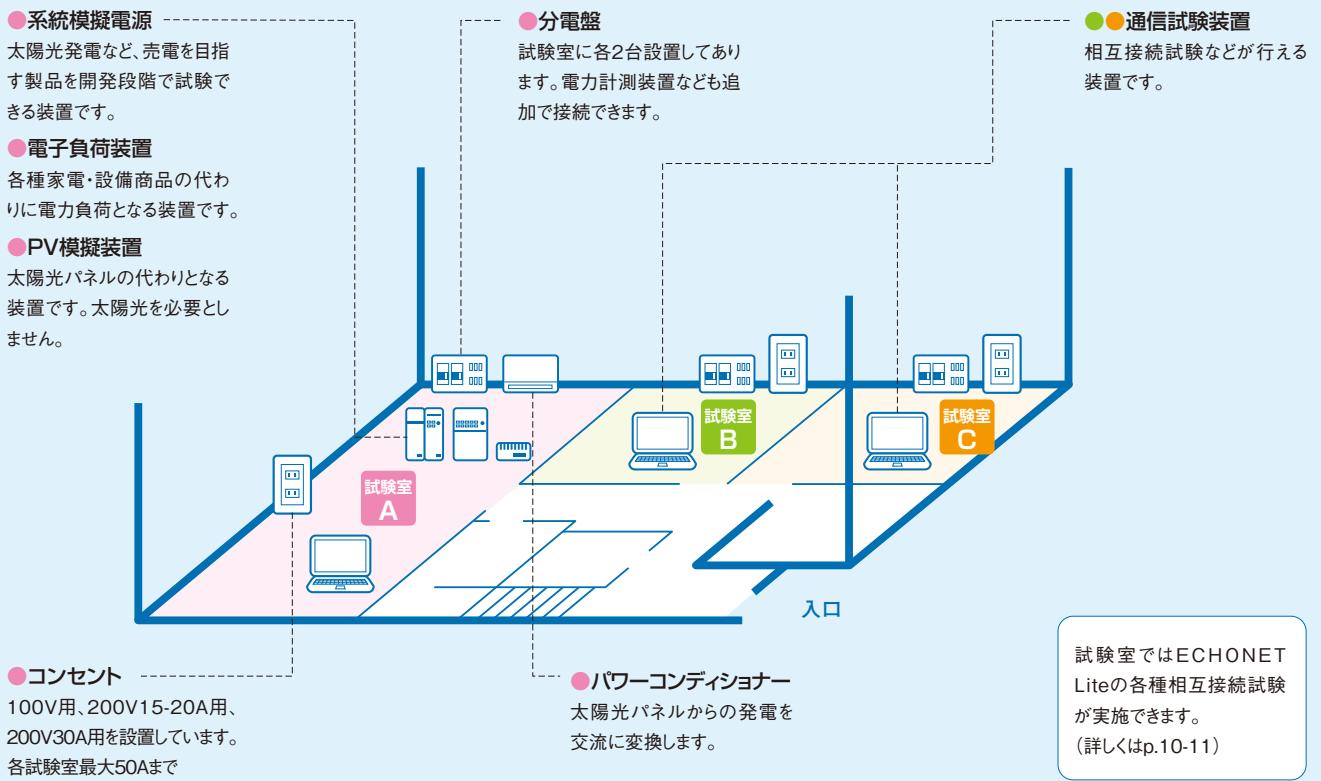 ●系統模擬電源
太陽光発電など、売電を目指
す製品を開発段階で試験で
きる装置です。
●電子負荷装置
各種家電・設備商品の代わ
りに電力負荷となる装置です。
●PV模擬装置
太陽光パネルの代わりとなる
装置です。太陽光を必要とし
ません。
●分電盤
試験室に各2台設置してあり
ます。電力計測装置なども追
加で接続できます。
●●通信試験装置
相互接続試験などが行える
装置です。
試験室
A
試験室
B
試験室
C
入口
●コンセント
100V用、200V15-20A用、
200V30A用を設置しています。
各試験室最大50Aまで
●パワーコンディショナー
太陽光パネルからの発電を
交流に変換します。
試験室ではECHONET
Liteの各種相互接続試験
が実施できます。
（詳しくはp.10-11）